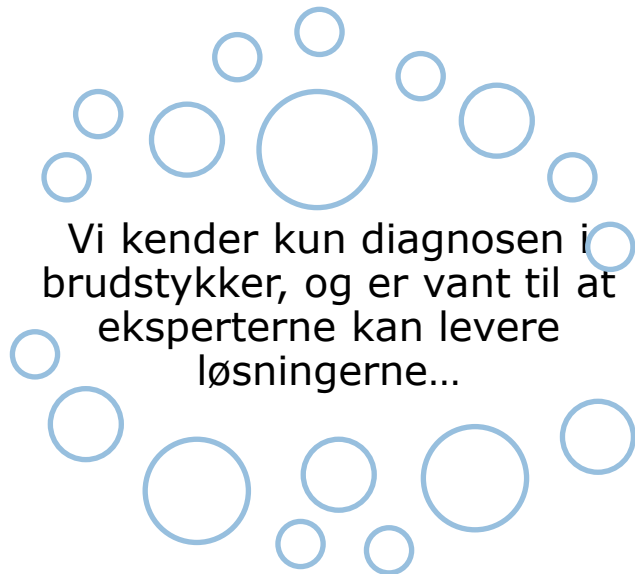 Vi kender kun diagnosen i
brudstykker, og er vant til at
eksperterne kan levere
løsningerne…